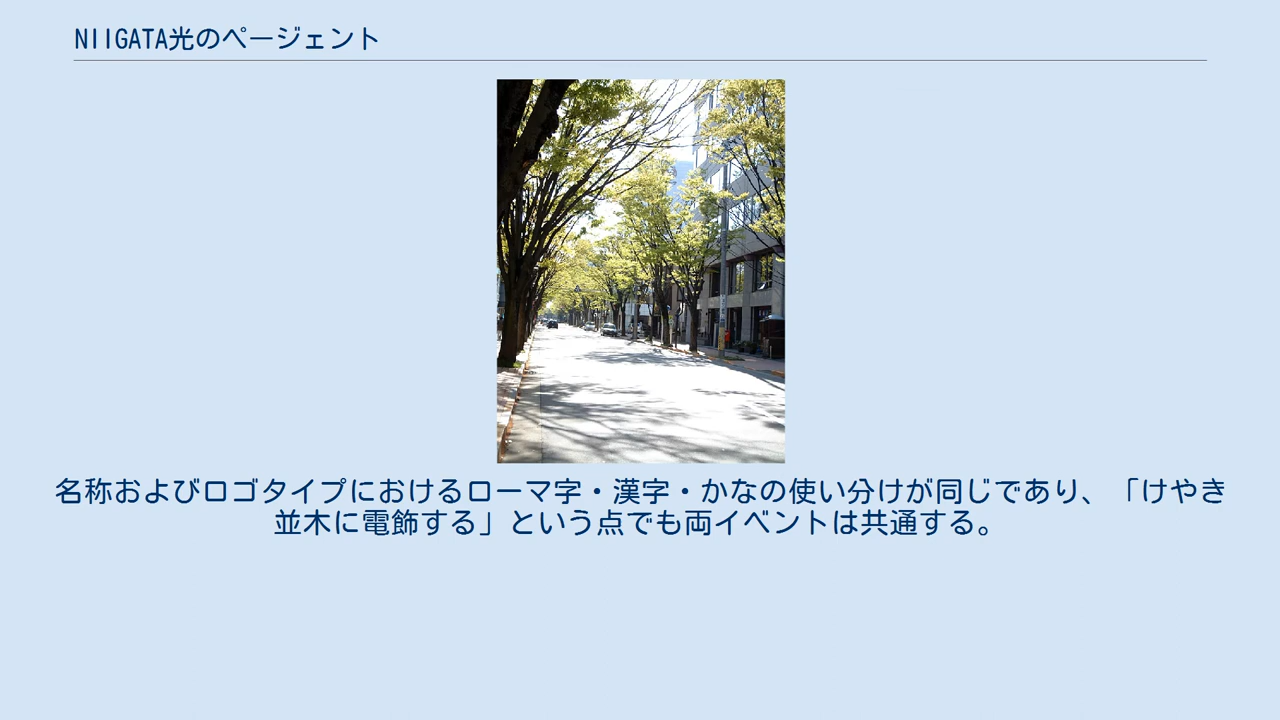 NIIGATA光のページェント
名称およびロゴタイプにおけるローマ字・漢字・かなの使い分けが同じであり、「けやき
並木に電飾する」という点でも両イベントは共通する。